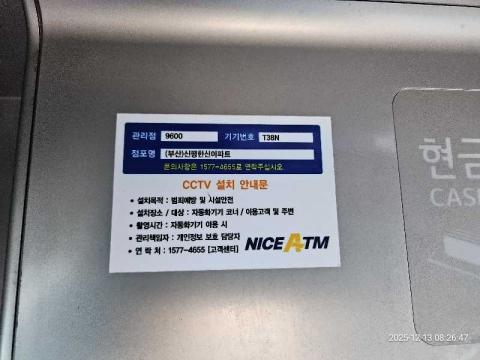 관리점 9600 기기번호 T38N
점포명 (부산)신평한신아파트
문의사항은 1577-4655로 연락주십시오.
CCTV 설치 안내문
• 설치목적 : 범죄예방 및 시설안전
• 설치장소 / 대상 : 자동화기기 코너 / 이용고객 및 주변
• 촬영시간 : 자동화기기 이용 시
• 관리책임자 : 개인정보 보호 담당자
• 연 락 처 : 1577-4655 [고객센터]
NICE ATM
현금
CAS
2025-12-13 08:26:47